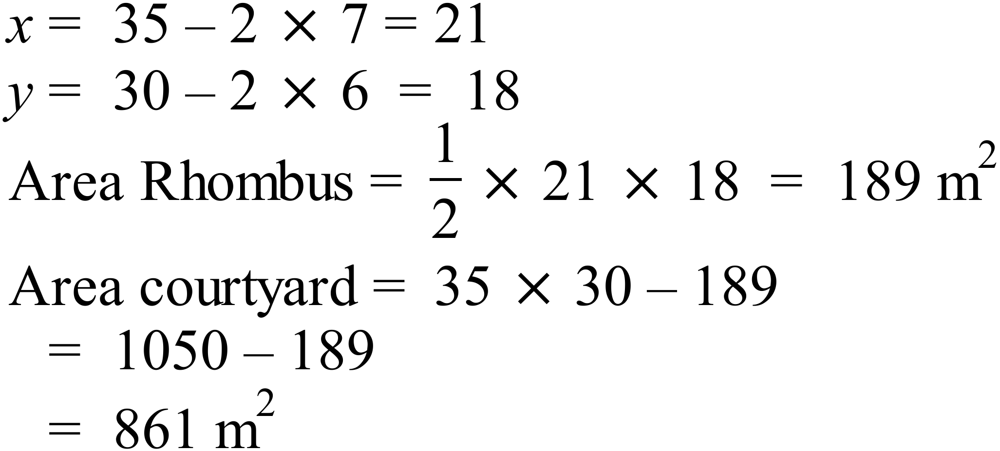 x = 35 – 2 × 7 = 21
y = 30 – 2 × 6 = 18
Area Rhombus = 1/2 × 21 × 18 = 189 m²
Area courtyard = 35 × 30 – 189
= 1050 – 189
= 861 m²